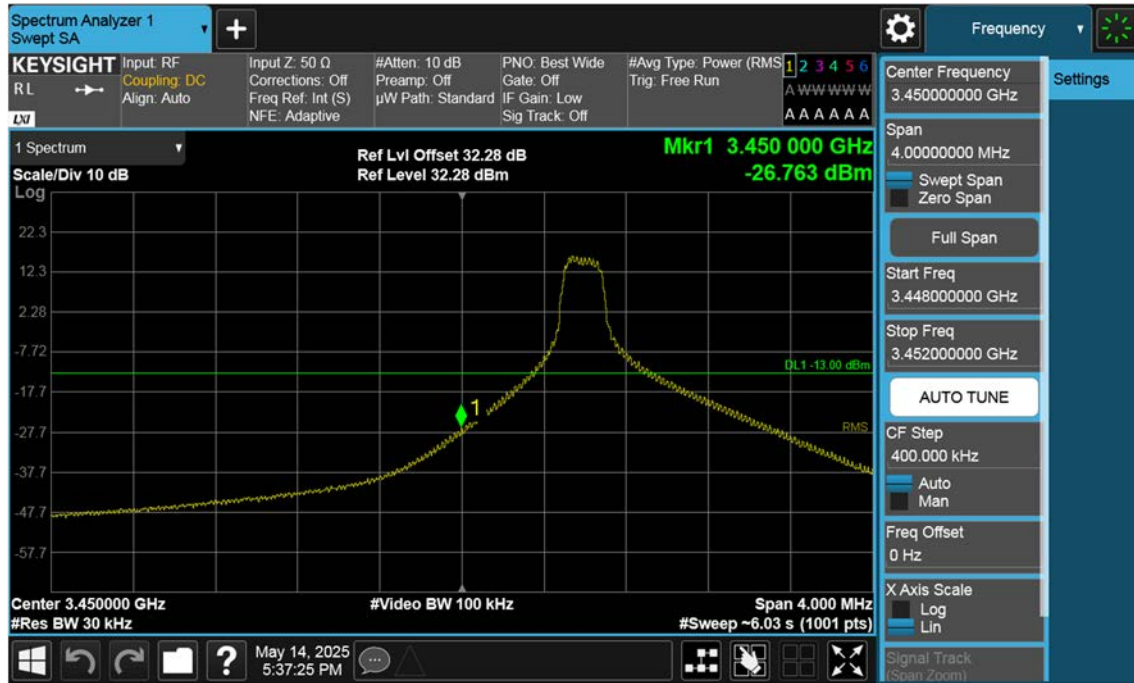 Spectrum Analyzer 1
Swept SA
Frequency
KEYSIGHT
RL
LXI
Input: RF
Coupling: DC
Align: Auto
Input Z: 50 Ω
Corrections: Off
Freq Ref: Int (S)
NFE: Adaptive
#Atten: 10 dB
Preamp: Off
µW Path: Standard
PNO: Best Wide
Gate: Off
IF Gain: Low
Sig Track: Off
#Avg Type: Power (RMS
Trig: Free Run
1 2 3 4 5 6
A W W W W W
A A A A A A
1 Spectrum
Scale/Div 10 dB
Ref Lvl Offset 32.28 dB
Ref Level 32.28 dBm
Mkr1 3.450 000 GHz
-26.763 dBm
Log
22.3
12.3
2.28
-7.72
-17.7
-27.7
-37.7
-47.7
-57.7
DL1 -13.00 dBm
1
RMS
Center 3.450000 GHz
#Video BW 100 kHz
Span 4.000 MHz
#Res BW 30 kHz
#Sweep ~6.03 s (1001 pts)
Center Frequency
3.450000000 GHz
Settings
Span
4.00000000 MHz
Swept Span
Zero Span
Full Span
Start Freq
3.448000000 GHz
Stop Freq
3.452000000 GHz
AUTO TUNE
CF Step
400.000 kHz
Auto
Man
Freq Offset
0 Hz
X Axis Scale
Log
Lin
Signal Track
(Span Zoom)
?
May 14, 2025
5:37:25 PM